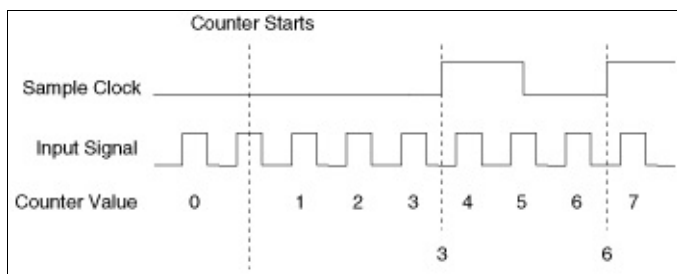 Counter Starts
Sample Clock
Input Signal
Counter Value 0 1 2 3 4 5 6 7
3 6